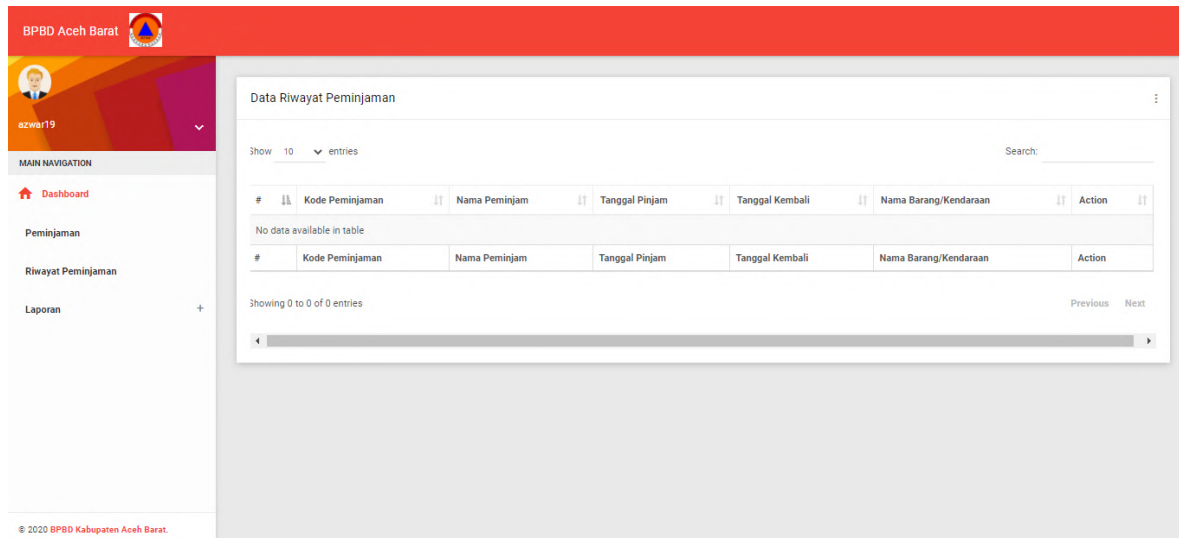 BPBD Aceh Barat
azwar19
MAIN NAVIGATION
Dashboard
Peminjaman
Riwayat Peminjaman
Laporan +
© 2020 BPBD Kabupaten Aceh Barat.
Data Riwayat Peminjaman
Show 10 entries
Search:
# Kode Peminjaman Nama Peminjam Tanggal Pinjam Tanggal Kembali Nama Barang/Kendaraan Action
No data available in table
# Kode Peminjaman Nama Peminjam Tanggal Pinjam Tanggal Kembali Nama Barang/Kendaraan Action
Showing 0 to 0 of 0 entries
Previous Next